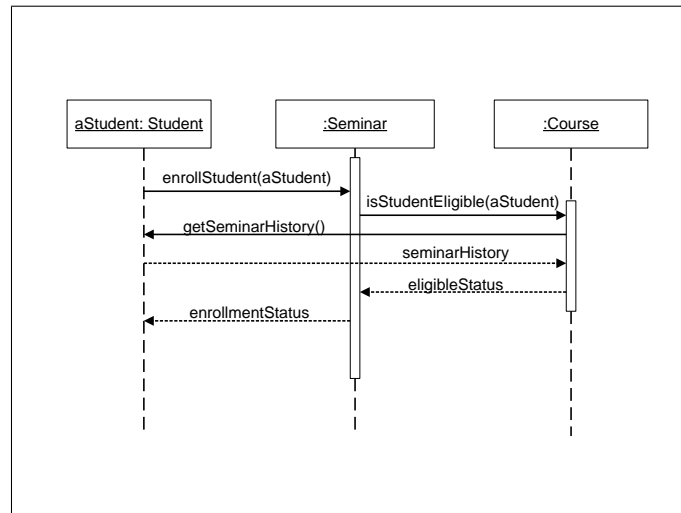 aStudent: Student
:Seminar
:Course
enrollStudent(aStudent)
isStudentEligible(aStudent)
getSeminarHistory()
seminarHistory
eligibleStatus
enrollmentStatus